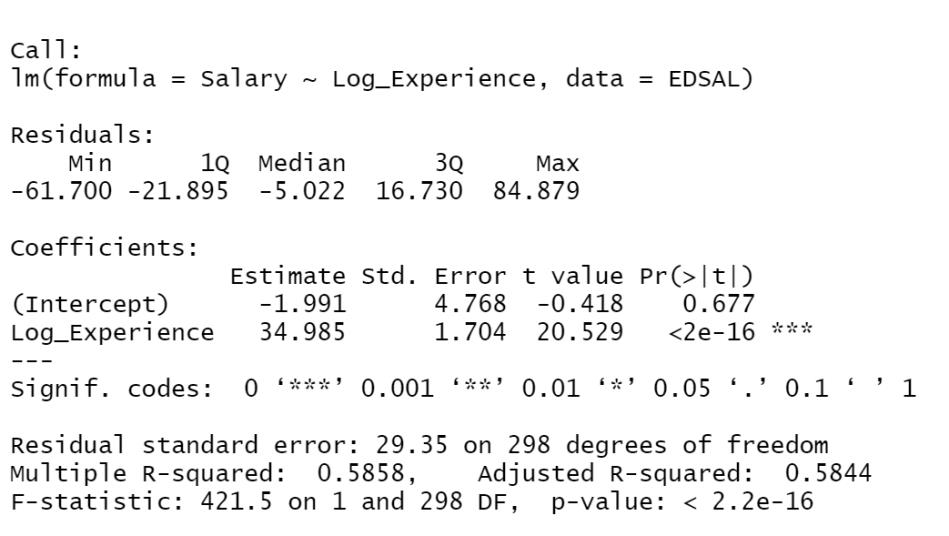 Call:
lm(formula = Salary ~ Log_Experience, data = EDSAL)
Residuals:
Min 1Q Median 3Q Max
-61.700 -21.895 -5.022 16.730 84.879
Coefficients:
Estimate Std. Error t value Pr(>|t|)
(Intercept) -1.991 4.768 -0.418 0.677
Log_Experience 34.985 1.704 20.529 <2e-16 ***
---
Signif. codes: 0 ‘***’ 0.001 ‘**’ 0.01 ‘*’ 0.05 ‘.’ 0.1 ‘ ’ 1
Residual standard error: 29.35 on 298 degrees of freedom
Multiple R-squared: 0.5858, Adjusted R-squared: 0.5844
F-statistic: 421.5 on 1 and 298 DF, p-value: < 2.2e-16